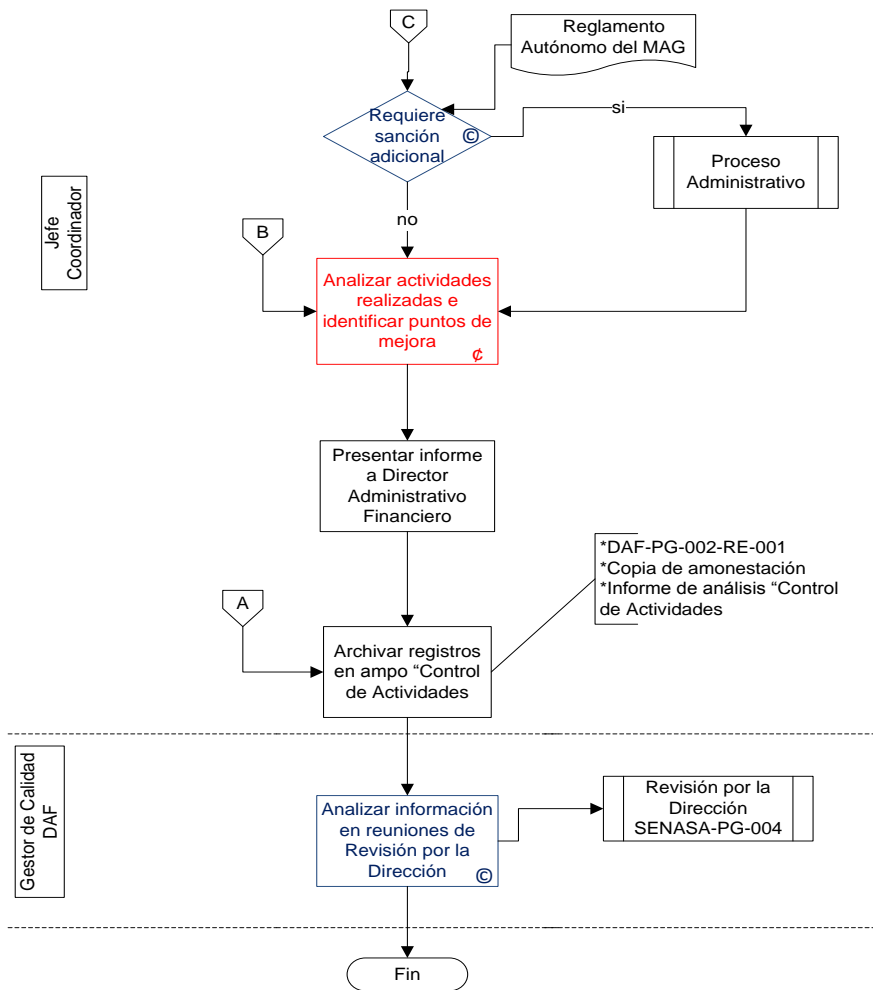 C
Reglamento
Autónomo del MAG
Requiere
sanción
adicional
©
si
Proceso
Administrativo
Jefe
Coordinador
no
B
Analizar actividades
realizadas e
identificar puntos de
mejora
¢
Presentar informe
a Director
Administrativo
Financiero
*DAF-PG-002-RE-001
*Copia de amonestación
*Informe de análisis “Control
de Actividades
A
Archivar registros
en ampo “Control
de Actividades
Gestor de Calidad
DAF
Analizar información
en reuniones de
Revisión por la
Dirección
©
Revisión por la
Dirección
SENASA-PG-004
Fin